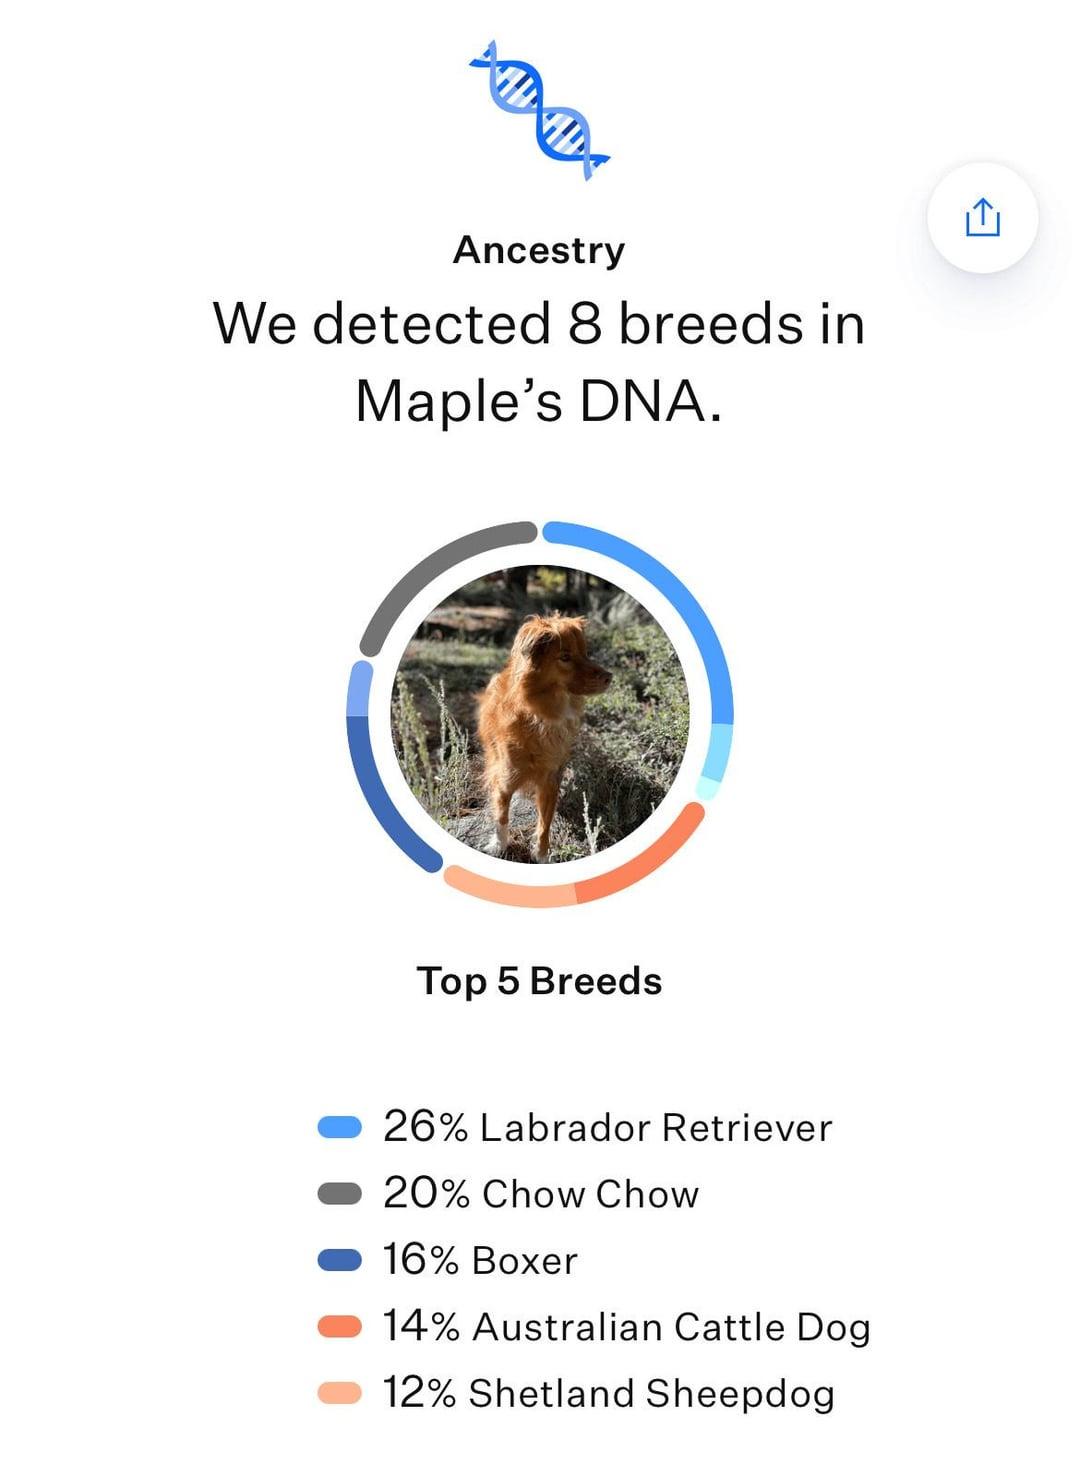 Ancestry
We detected 8 breeds in
Maple’s DNA.
Top 5 Breeds
26% Labrador Retriever
20% Chow Chow
16% Boxer
14% Australian Cattle Dog
12% Shetland Sheepdog